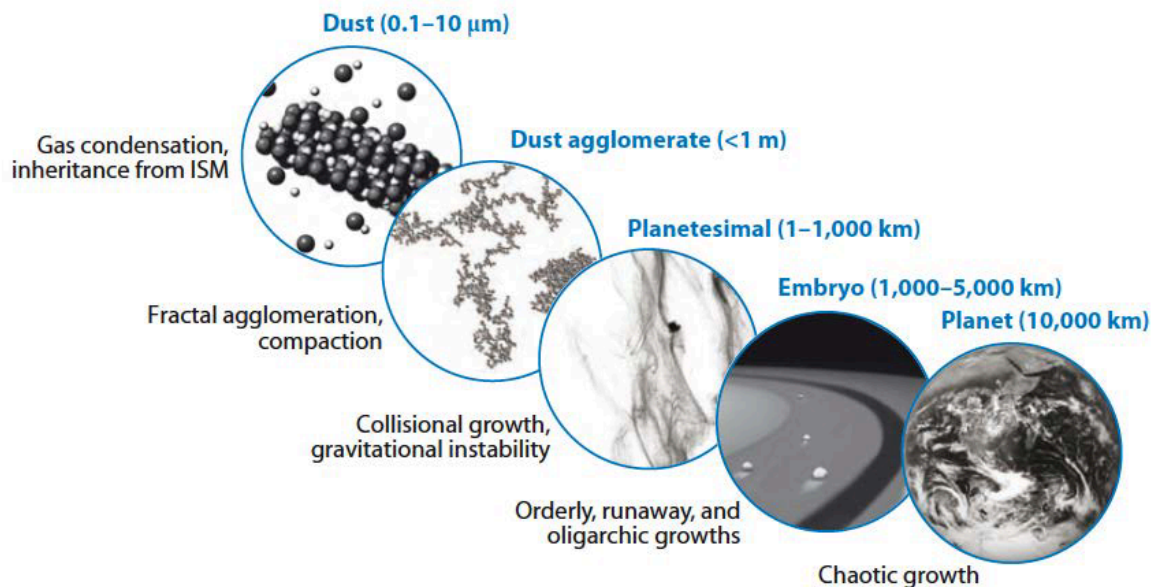 Dust (0.1–10 μm)
Gas condensation,
inheritance from ISM
Dust agglomerate (<1 m)
Fractal agglomeration,
compaction
Planetesimal (1–1,000 km)
Collisional growth,
gravitational instability
Embryo (1,000–5,000 km)
Orderly, runaway, and
oligarchic growths
Planet (10,000 km)
Chaotic growth